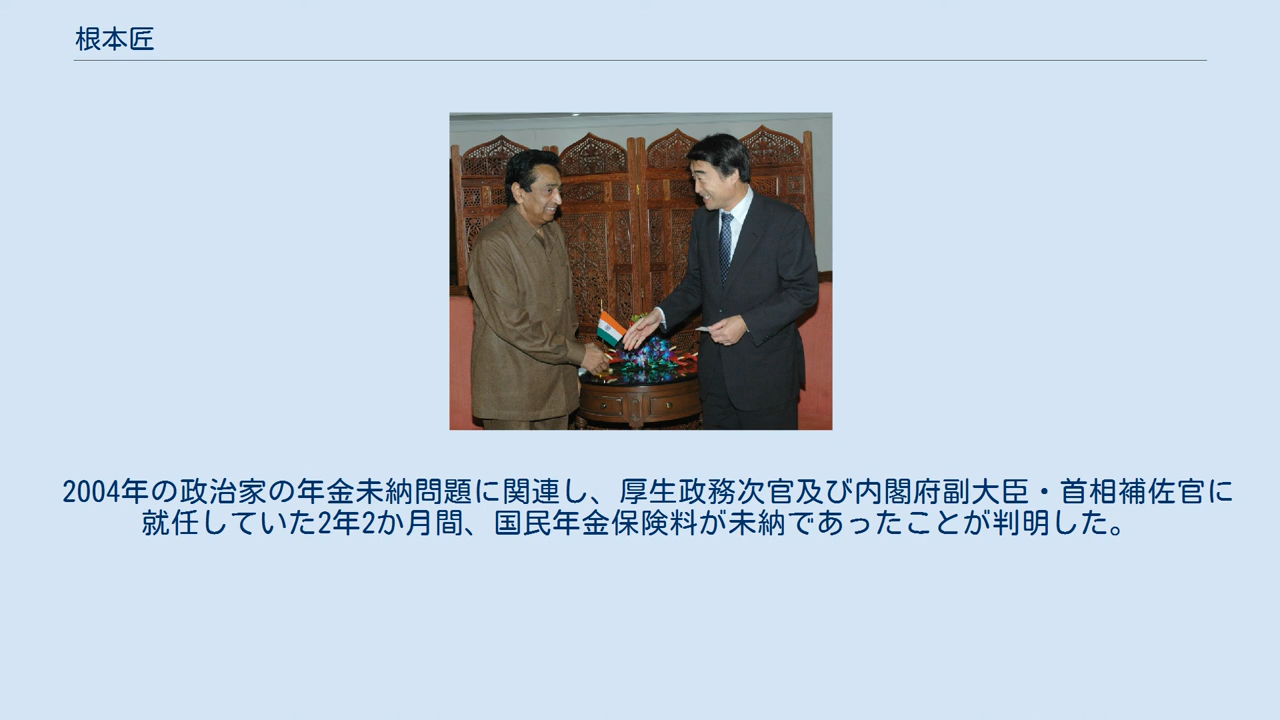 根本匠
2004年の政治家の年金未納問題に関連し、厚生政務次官及び内閣府副大臣・首相補佐官に
就任していた2年2か月間、国民年金保険料が未納であったことが判明した。